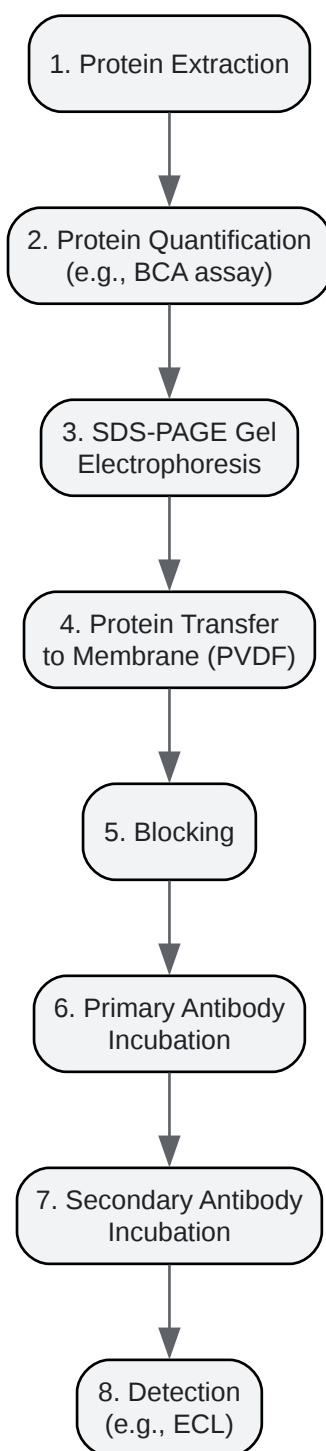 1. Protein Extraction
2. Protein Quantification
(e.g., BCA assay)
3. SDS-PAGE Gel
Electrophoresis
4. Protein Transfer
to Membrane (PVDF)
5. Blocking
6. Primary Antibody
Incubation
7. Secondary Antibody
Incubation
8. Detection
(e.g., ECL)